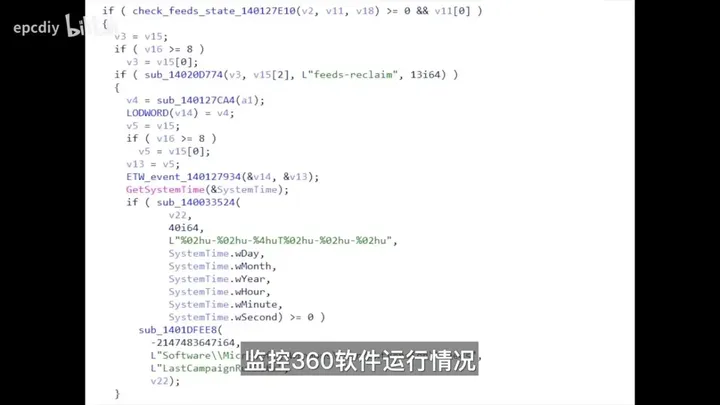 epcdiy
if ( check_feeds_state_140127E10(v2, v11, v18) >= 0 && v11[0] )
{
v3 = v15;
if ( v16 >= 8 )
v3 = v15[0];
if ( sub_14020D774(v3, v15[2], L"feeds-reclaim", 13i64) )
{
v4 = sub_140127CA4(a1);
LODWORD(v14) = v4;
v5 = v15;
if ( v16 >= 8 )
v5 = v15[0];
v13 = v5;
ETW_event_140127934(&v14, &v13);
GetSystemTime(&SystemTime);
if ( sub_140033524(
v22,
40i64,
L"%02hu-%02hu-%4huT%02hu-%02hu-%02hu",
SystemTime.wDay,
SystemTime.wMonth,
SystemTime.wYear,
SystemTime.wHour,
SystemTime.wMinute,
SystemTime.wSecond) >= 0 )
sub_1401DFEE8(
-2147483647i64,
L"Software\\Mic
L"LastCampaignR
v22);
}
监控360软件运行情况